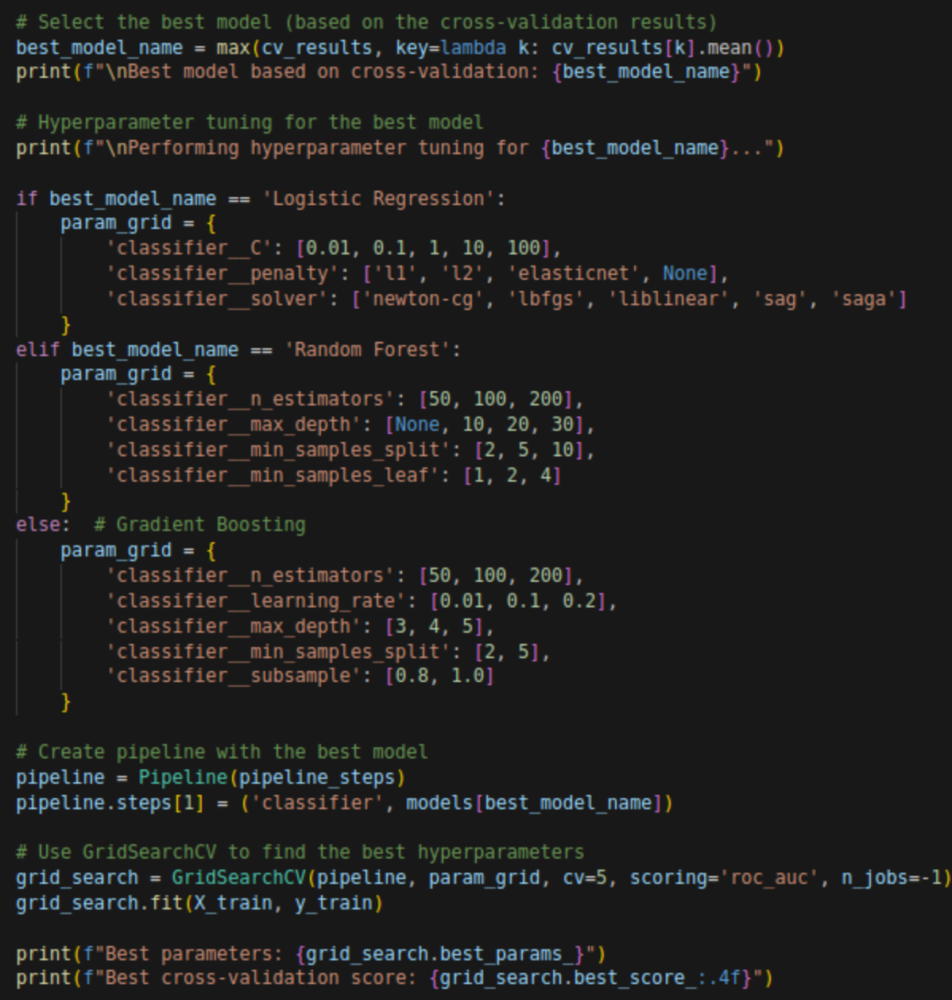 # Select the best model (based on the cross-validation results)
best_model_name = max(cv_results, key=lambda k: cv_results[k].mean())
print(f"\nBest model based on cross-validation: {best_model_name}")

# Hyperparameter tuning for the best model
print(f"\nPerforming hyperparameter tuning for {best_model_name}...")

if best_model_name == 'Logistic Regression':
    param_grid = {
        'classifier__C': [0.01, 0.1, 1, 10, 100],
        'classifier__penalty': ['l1', 'l2', 'elasticnet', None],
        'classifier__solver': ['newton-cg', 'lbfgs', 'liblinear', 'sag', 'saga']
    }
elif best_model_name == 'Random Forest':
    param_grid = {
        'classifier__n_estimators': [50, 100, 200],
        'classifier__max_depth': [None, 10, 20, 30],
        'classifier__min_samples_split': [2, 5, 10],
        'classifier__min_samples_leaf': [1, 2, 4]
    }
else:  # Gradient Boosting
    param_grid = {
        'classifier__n_estimators': [50, 100, 200],
        'classifier__learning_rate': [0.01, 0.1, 0.2],
        'classifier__max_depth': [3, 4, 5],
        'classifier__min_samples_split': [2, 5],
        'classifier__subsample': [0.8, 1.0]
    }

# Create pipeline with the best model
pipeline = Pipeline(pipeline_steps)
pipeline.steps[1] = ('classifier', models[best_model_name])

# Use GridSearchCV to find the best hyperparameters
grid_search = GridSearchCV(pipeline, param_grid, cv=5, scoring='roc_auc', n_jobs=-1)
grid_search.fit(X_train, y_train)

print(f"Best parameters: {grid_search.best_params_}")
print(f"Best cross-validation score: {grid_search.best_score_:.4f}")